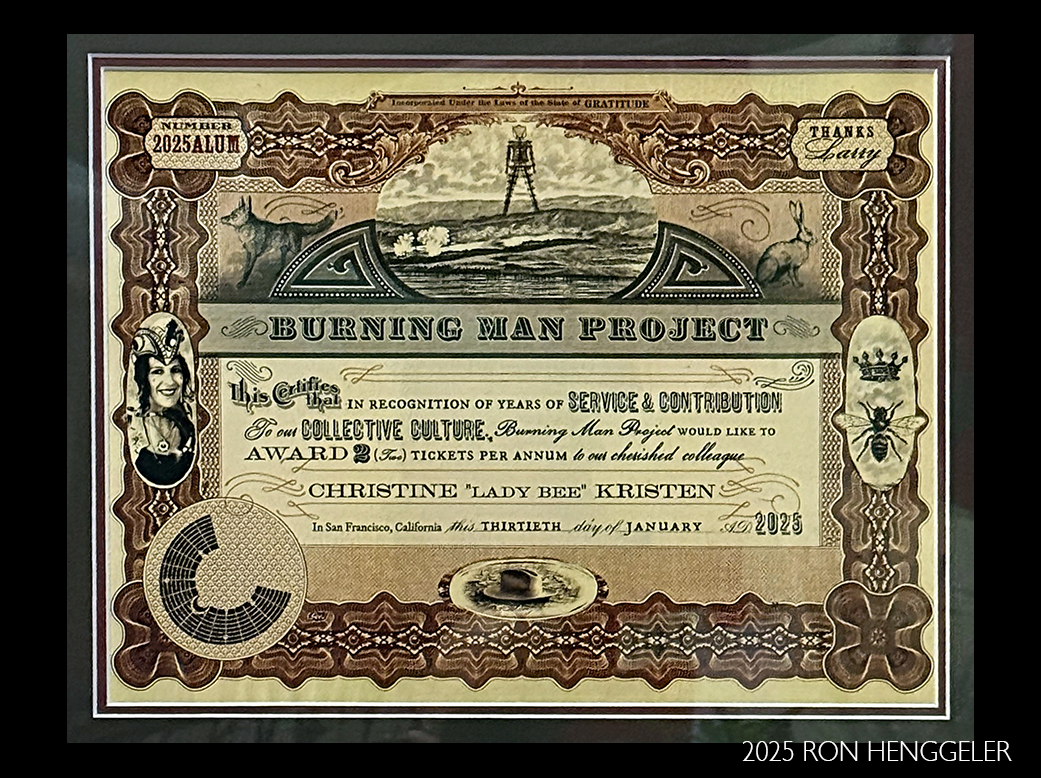 Incorporated Under the Laws of the State of GRATITUDE
NUMBER
2025ALUM
THANKS
Larry
BURNING MAN PROJECT
This Certifies that IN RECOGNITION OF YEARS OF SERVICE & CONTRIBUTION
To our COLLECTIVE CULTURE., Burning Man Project WOULD LIKE TO
AWARD 2 (Two) TICKETS PER ANNUM to our cherished colleague
CHRISTINE "LADY BEE" KRISTEN
In San Francisco, California this THIRTIETH day of JANUARY A.D. 2025
2025 RON HENGGELER